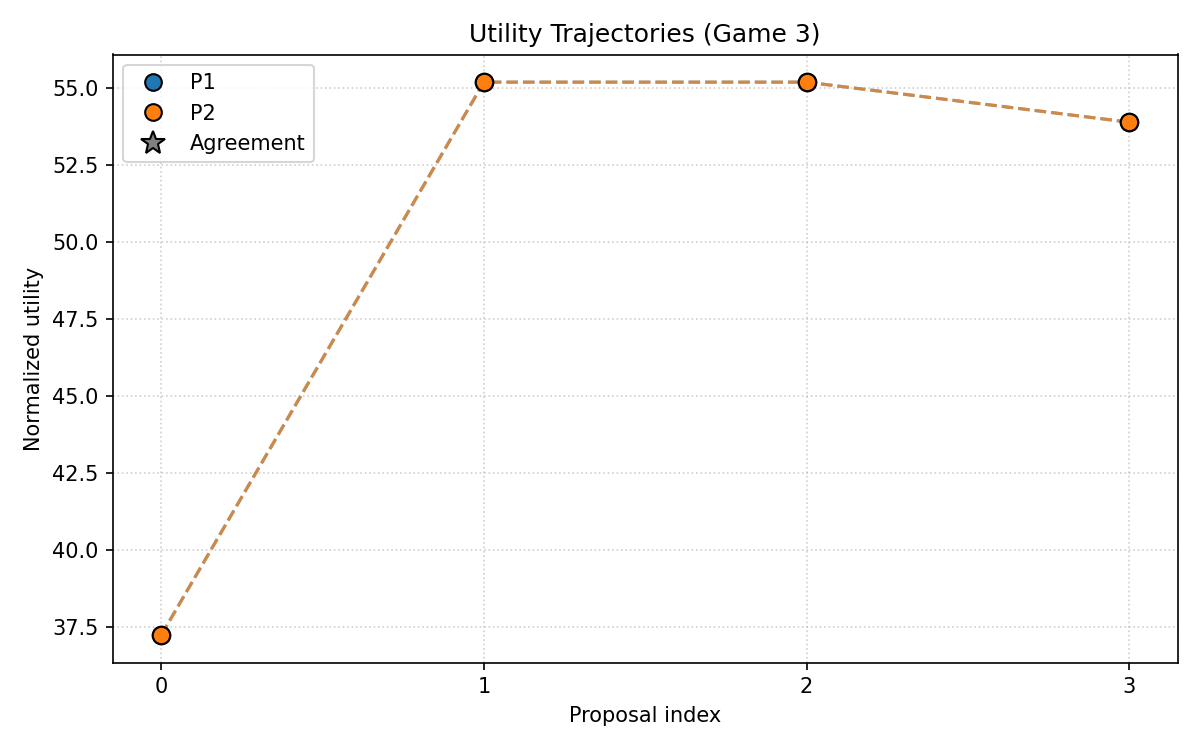 Utility Trajectories (Game 3)
P1
P2
Agreement
55.0
52.5
50.0
47.5
45.0
42.5
40.0
37.5
Normalized utility
0 1 2 3
Proposal index